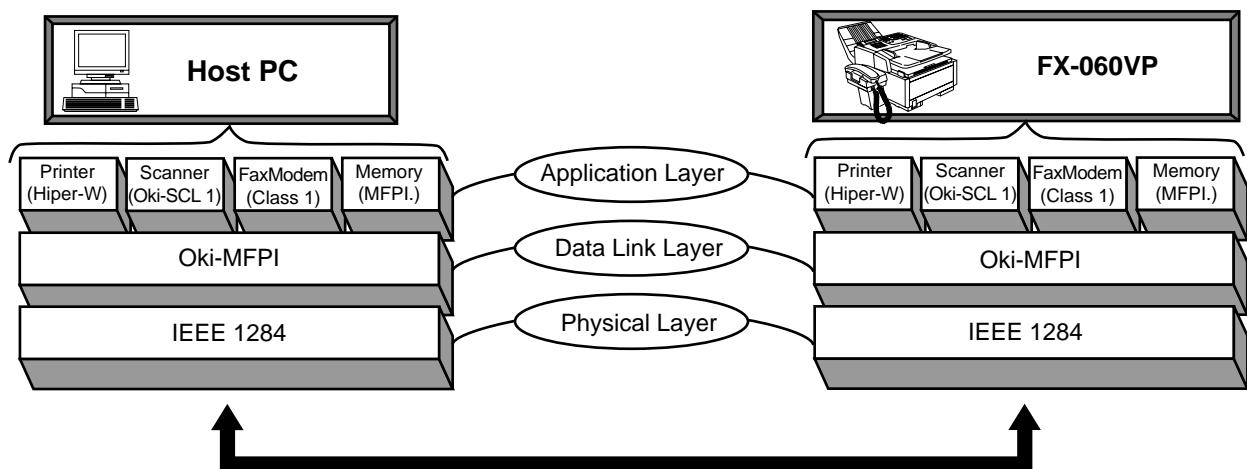 Host PC
FX-060VP
Printer
(Hiper-W)
Scanner
(Oki-SCL 1)
FaxModem
(Class 1)
Memory
(MFPI.)
Application Layer
Printer
(Hiper-W)
Scanner
(Oki-SCL 1)
FaxModem
(Class 1)
Memory
(MFPI.)
Oki-MFPI
Data Link Layer
Oki-MFPI
IEEE 1284
Physical Layer
IEEE 1284